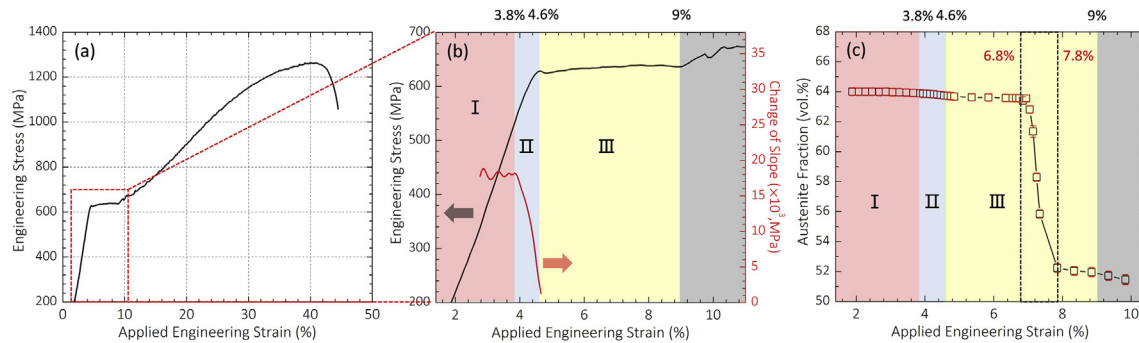 3.8% 4.6% 9%
3.8% 4.6% 9%
(a)
Engineering Stress (MPa)
1400
1200
1000
800
600
400
200
0 10 20 30 40 50
Applied Engineering Strain (%)
(b)
Engineering Stress (MPa)
700
600
500
400
300
200
I
II
III
35
30
25
20
15
10
5
0
Change of Slope (×10³,MPa)
2 4 6 8 10
Applied Engineering Strain (%)
(c)
Austenite Fraction (vol.%)
68
66
64
62
60
58
56
54
52
50
6.8% 7.8%
I
II
III
2 3 4 5 6 7 8 9 10
Applied Engineering Strain (%)